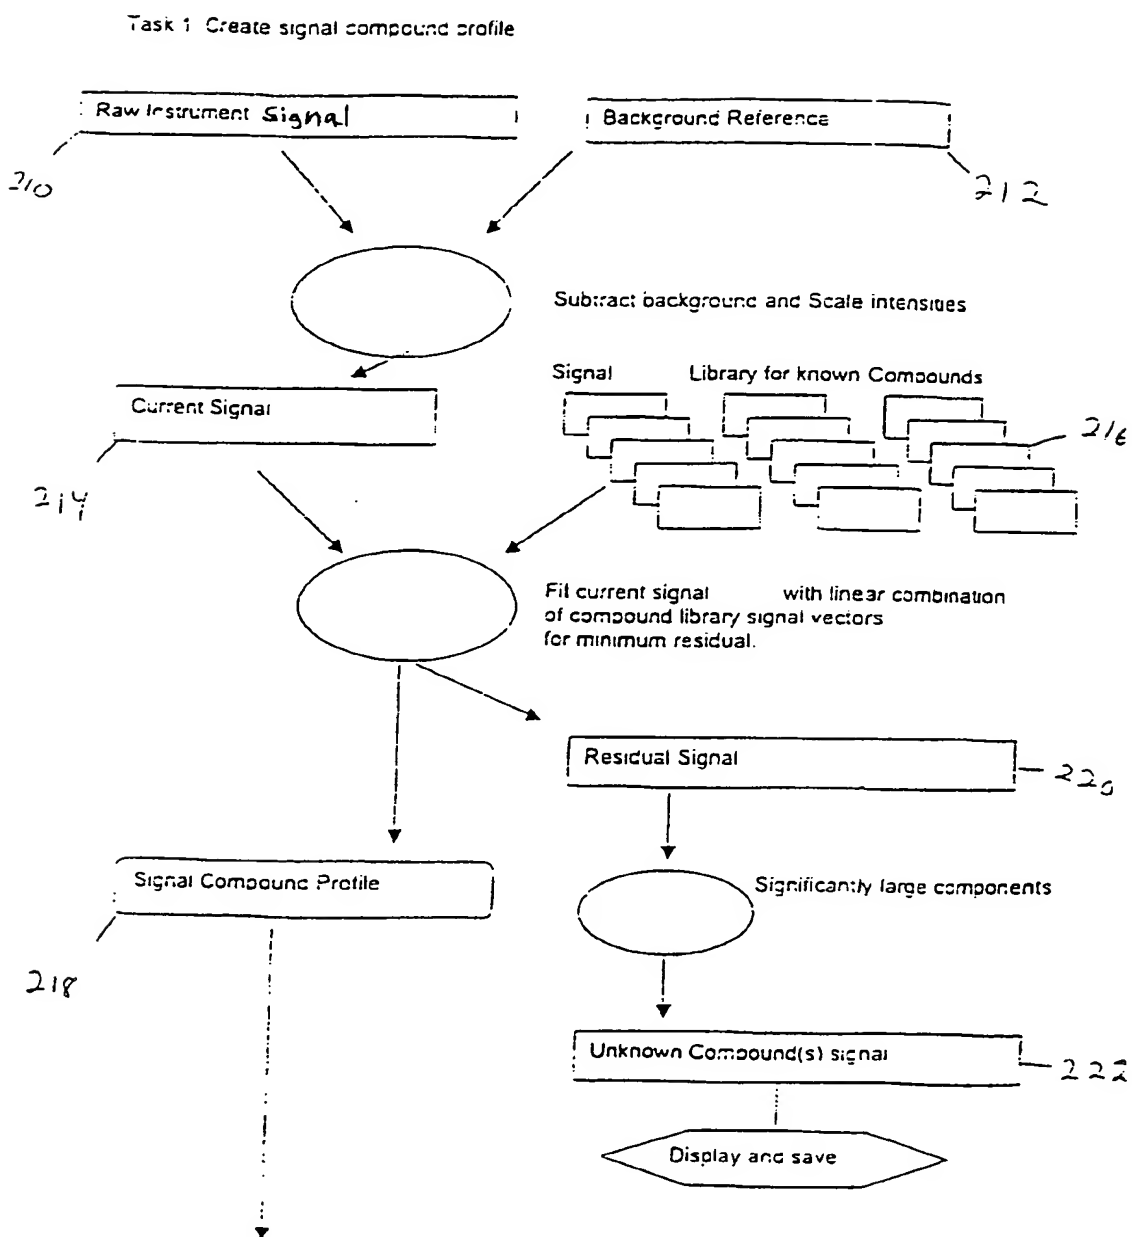 Task 1 Create signal compound profile
Raw Instrument Signal
Background Reference
210
212
Subtract background and Scale intensities
Signal Library for known Compounds
Current Signal
216
214
Fit current signal with linear combination
of compound library signal vectors
for minimum residual.
Residual Signal
220
Signal Compound Profile
Significantly large components
218
Unknown Compound(s) signal
222
Display and save